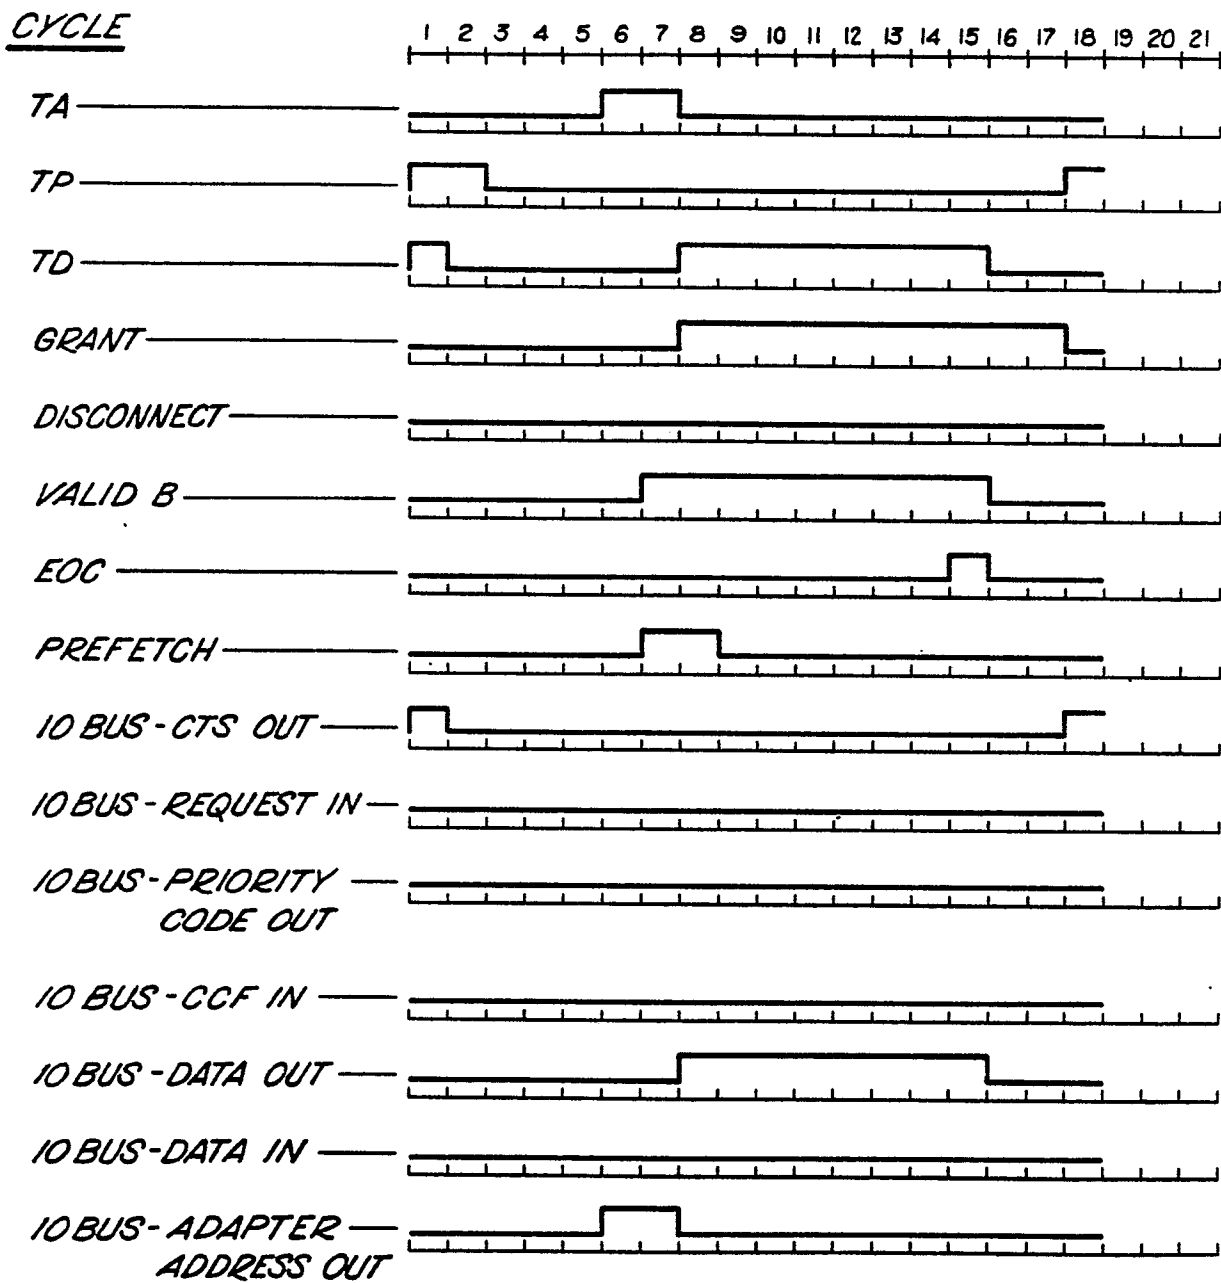 CYCLE 1 2 3 4 5 6 7 8 9 10 11 12 13 14 15 16 17 18 19 20 21
TA
TP
TD
GRANT
DISCONNECT
VALID B
EOC
PREFETCH
IO BUS-CTS OUT
IO BUS-REQUEST IN
IO BUS-PRIORITY
CODE OUT
IO BUS-CCF IN
IO BUS-DATA OUT
IO BUS-DATA IN
IO BUS-ADAPTER
ADDRESS OUT